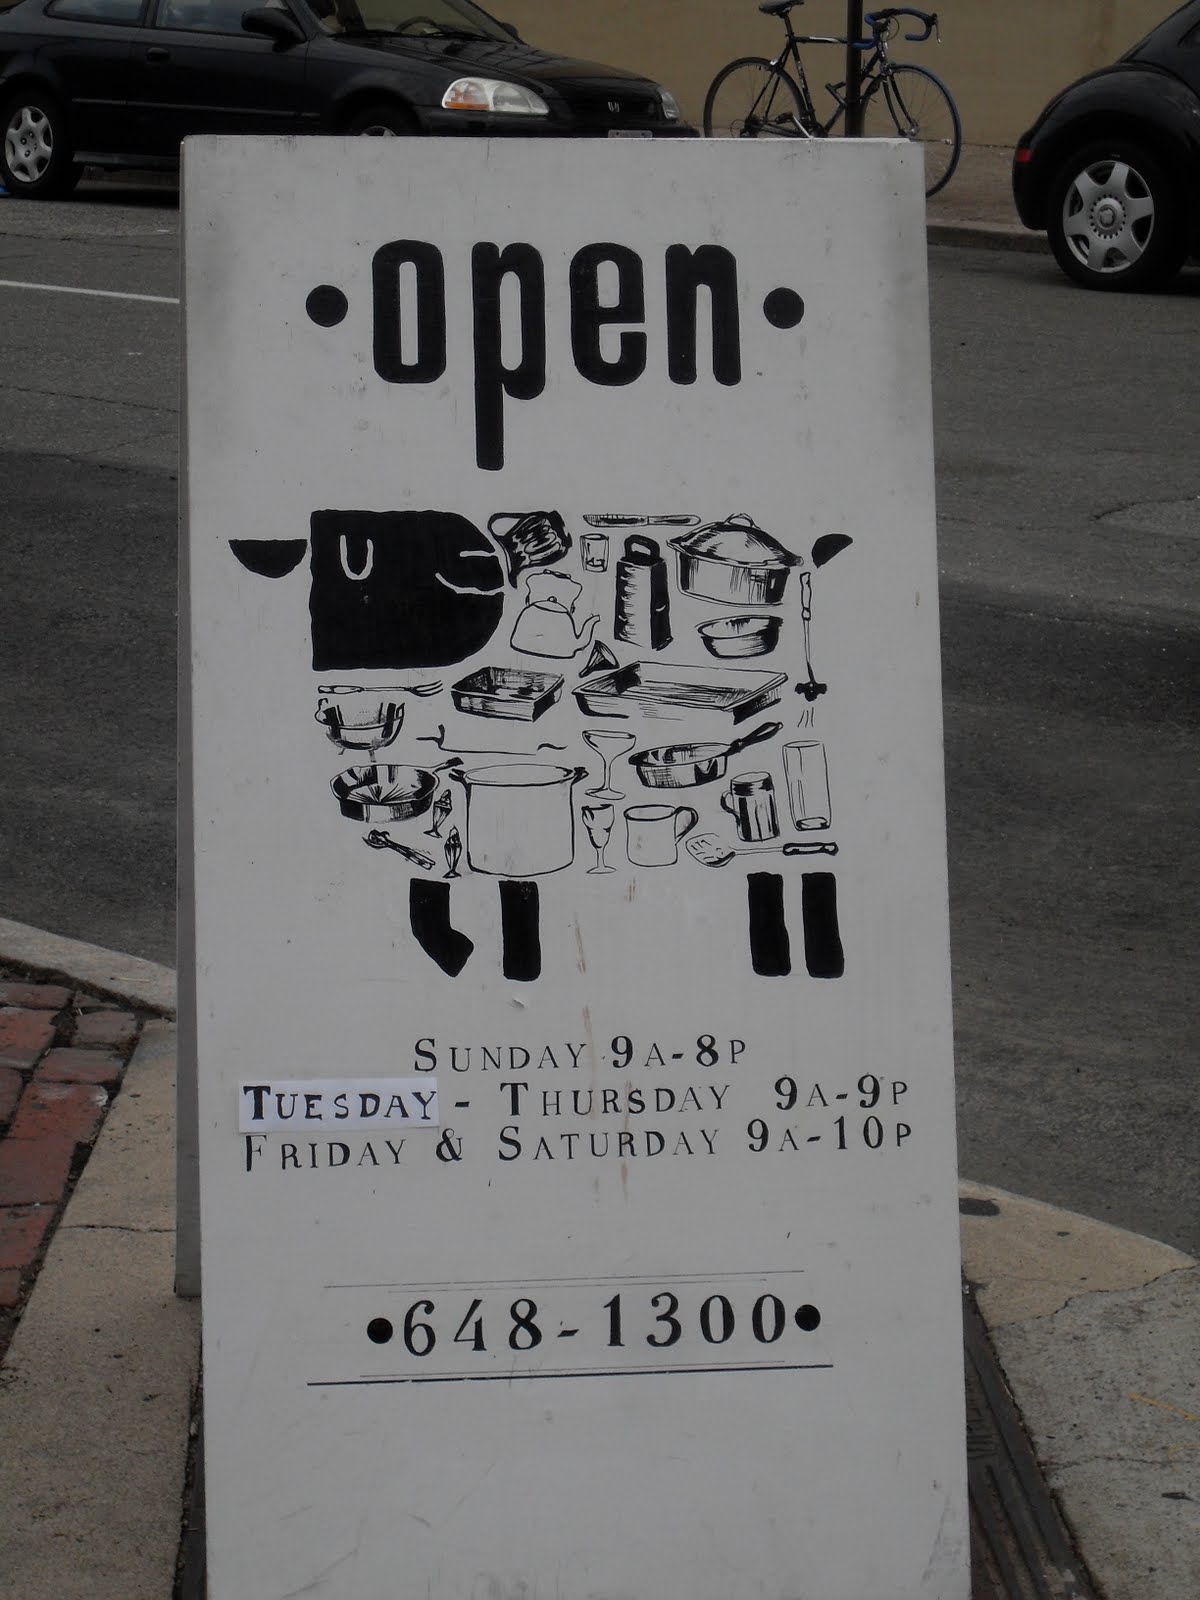 •open•
SUNDAY 9A-8P
TUESDAY - THURSDAY 9A-9P
FRIDAY & SATURDAY 9A-10P
•648-1300•